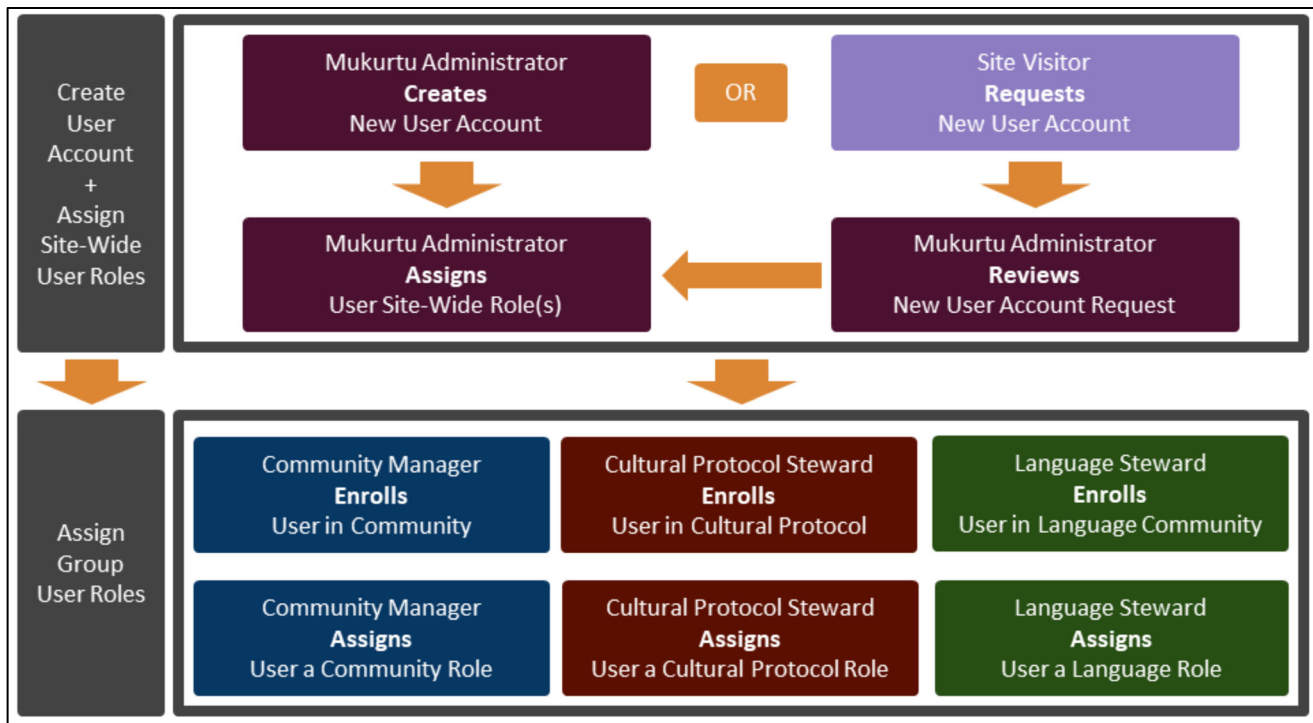 Create
User
Account
+
Assign
Site-Wide
User Roles
Mukurtu Administrator
Creates
New User Account
OR
Site Visitor
Requests
New User Account
Mukurtu Administrator
Assigns
User Site-Wide Role(s)
Mukurtu Administrator
Reviews
New User Account Request
Assign
Group
User Roles
Community Manager
Enrolls
User in Community
Cultural Protocol Steward
Enrolls
User in Cultural Protocol
Language Steward
Enrolls
User in Language Community
Community Manager
Assigns
User a Community Role
Cultural Protocol Steward
Assigns
User a Cultural Protocol Role
Language Steward
Assigns
User a Language Role